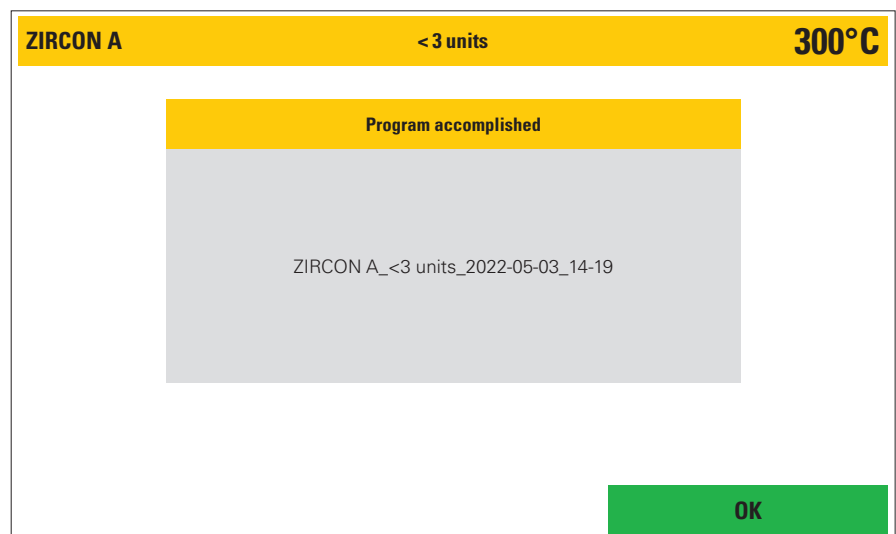 ZIRCON A < 3 units 300°C
Program accomplished
ZIRCON A_<3 units_2022-05-03_14-19
OK